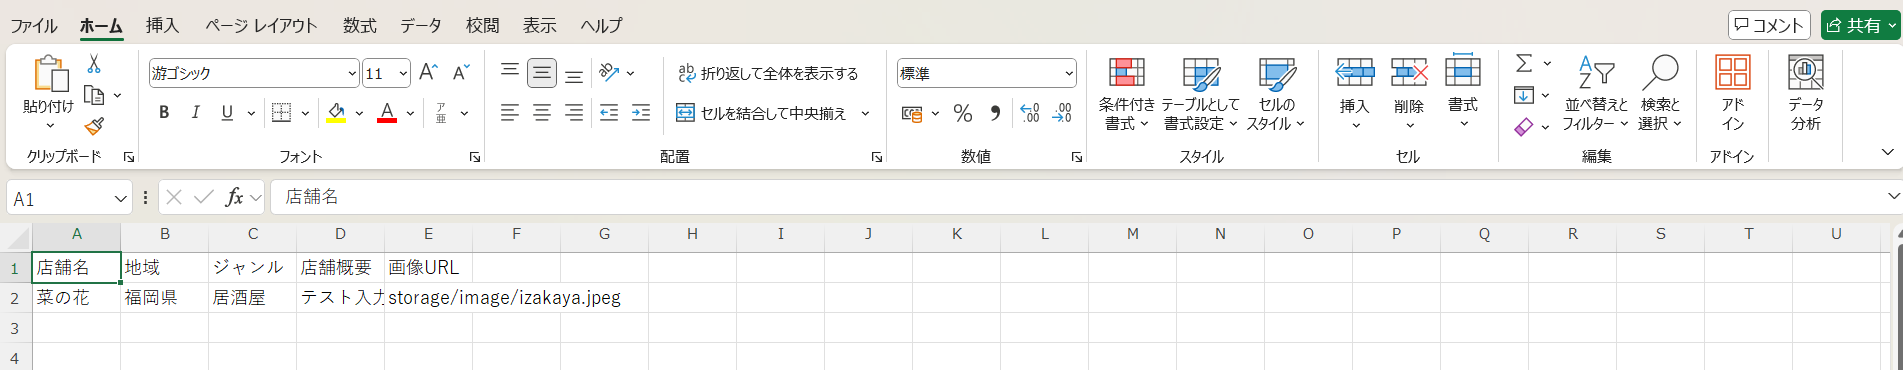 ファイル ホーム 挿入 ページ レイアウト 数式 データ 校閲 表示 ヘルプ コメント 共有
貼り付け
クリップボード
游ゴシック 11 A A
B I U A ア亜
フォント
ab 折り返して全体を表示する
セルを結合して中央揃え
配置
標準
% 9 .0 .00 .00 .0
数値
条件付き書式
テーブルとして書式設定
セルのスタイル
スタイル
挿入 削除 書式
セル
Σ
並べ替えとフィルター
検索と選択
編集
アドイン
アドイン
データ分析
A1 fx 店舗名
A B C D E F G H I J K L M N O P Q R S T U
1 店舗名 地域 ジャンル 店舗概要 画像URL
2 菜の花 福岡県 居酒屋 テスト入力 storage/image/izakaya.jpeg
3
4